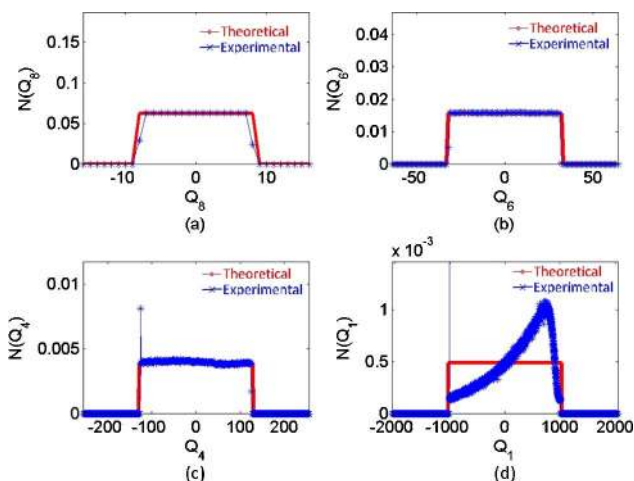 Theoretical
Experimental
0.15
0.1
0.05
0
N(Q8)
-10 0 10
Q8
(a)
Theoretical
Experimental
0.04
0.03
0.02
0.01
0
N(Q6)
-50 0 50
Q6
(b)
Theoretical
Experimental
0.01
0.005
0
N(Q4)
-200 -100 0 100 200
Q4
(c)
x 10-3
Theoretical
Experimental
1
0.5
0
N(Q1)
-2000 -1000 0 1000 2000
Q1
(d)